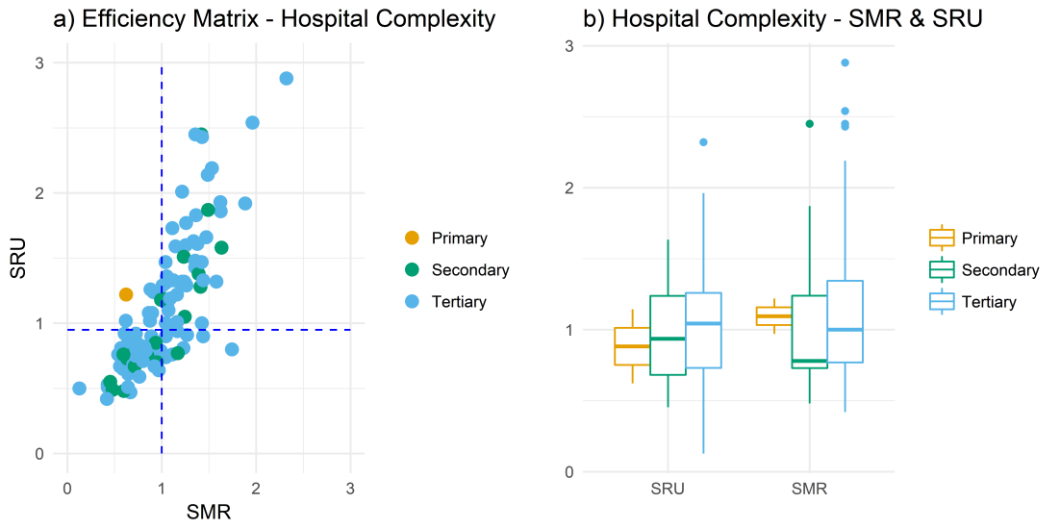 a) Efficiency Matrix - Hospital Complexity
3
2
1
0
SRU
0
1
2
3
SMR
Primary
Secondary
Tertiary
b) Hospital Complexity - SMR & SRU
3
2
1
0
SRU
SMR
Primary
Secondary
Tertiary